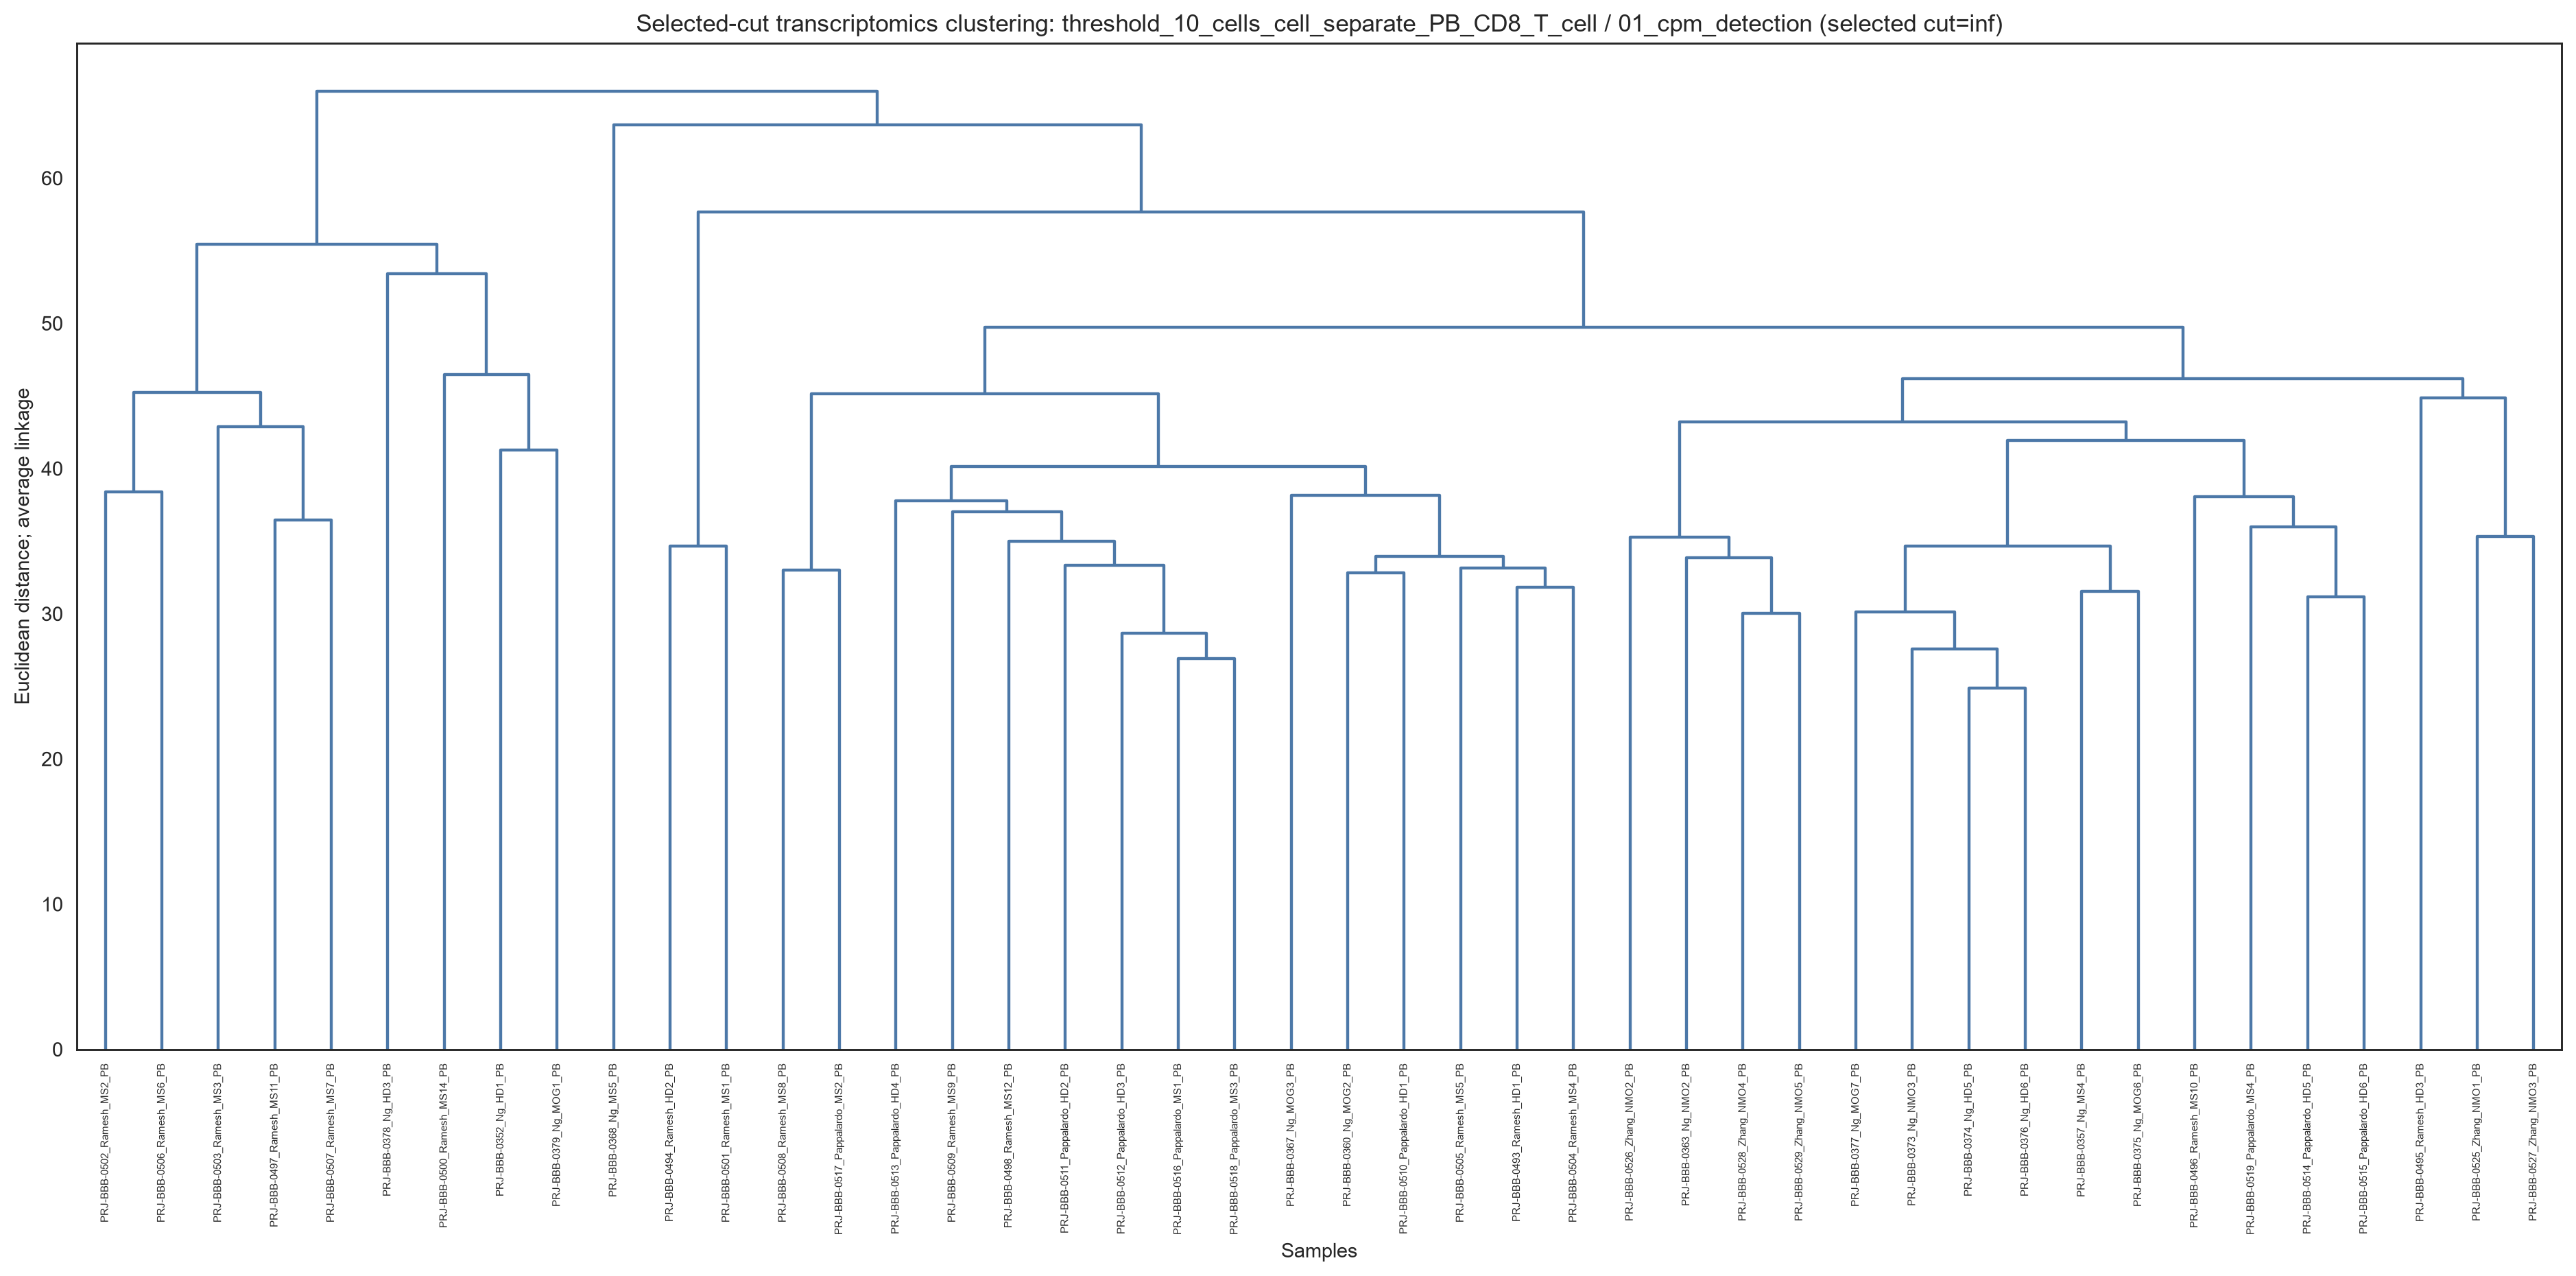 Selected-cut transcriptomics clustering: threshold_10_cells_cell_separate_PB_CD8_T_cell / 01_cpm_detection (selected cut=inf)
Euclidean distance; average linkage
60
50
40
30
20
10
0
PRJ-BBB-0502_Ramesh_MS2_PB
PRJ-BBB-0506_Ramesh_MS6_PB
PRJ-BBB-0503_Ramesh_MS3_PB
PRJ-BBB-0497_Ramesh_MS11_PB
PRJ-BBB-0507_Ramesh_MS7_PB
PRJ-BBB-0378_Ng_HD3_PB
PRJ-BBB-0500_Ramesh_MS14_PB
PRJ-BBB-0352_Ng_HD1_PB
PRJ-BBB-0379_Ng_MOG1_PB
PRJ-BBB-0368_Ng_MS5_PB
PRJ-BBB-0494_Ramesh_HD2_PB
PRJ-BBB-0501_Ramesh_MS1_PB
PRJ-BBB-0508_Ramesh_MS8_PB
PRJ-BBB-0517_Pappalardo_MS2_PB
PRJ-BBB-0513_Pappalardo_HD4_PB
PRJ-BBB-0509_Ramesh_MS9_PB
PRJ-BBB-0498_Ramesh_MS12_PB
PRJ-BBB-0511_Pappalardo_HD2_PB
PRJ-BBB-0512_Pappalardo_HD3_PB
PRJ-BBB-0516_Pappalardo_MS1_PB
PRJ-BBB-0518_Pappalardo_MS3_PB
PRJ-BBB-0367_Ng_MOG3_PB
PRJ-BBB-0360_Ng_MOG2_PB
PRJ-BBB-0510_Pappalardo_HD1_PB
PRJ-BBB-0505_Ramesh_MS5_PB
PRJ-BBB-0493_Ramesh_HD1_PB
PRJ-BBB-0504_Ramesh_MS4_PB
PRJ-BBB-0526_Zhang_NMO2_PB
PRJ-BBB-0363_Ng_NMO2_PB
PRJ-BBB-0528_Zhang_NMO4_PB
PRJ-BBB-0529_Zhang_NMO5_PB
PRJ-BBB-0377_Ng_MOG7_PB
PRJ-BBB-0373_Ng_NMO3_PB
PRJ-BBB-0374_Ng_HD5_PB
PRJ-BBB-0376_Ng_HD6_PB
PRJ-BBB-0357_Ng_MS4_PB
PRJ-BBB-0375_Ng_MOG6_PB
PRJ-BBB-0496_Ramesh_MS10_PB
PRJ-BBB-0519_Pappalardo_MS4_PB
PRJ-BBB-0514_Pappalardo_HD5_PB
PRJ-BBB-0515_Pappalardo_HD6_PB
PRJ-BBB-0495_Ramesh_HD3_PB
PRJ-BBB-0525_Zhang_NMO1_PB
PRJ-BBB-0527_Zhang_NMO3_PB
Samples